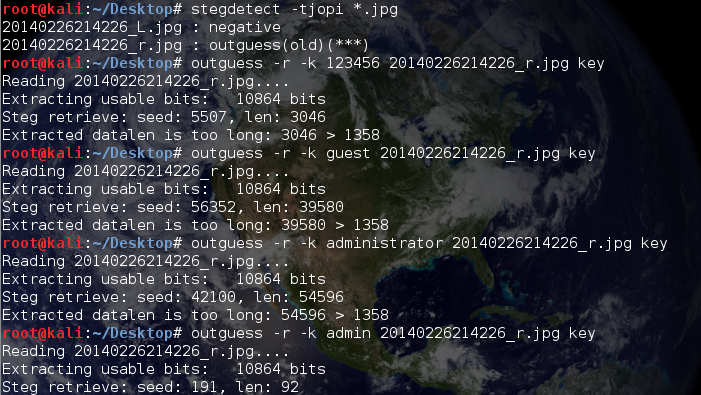 root@kali:~/Desktop# stegdetect -tjopi *.jpg
20140226214226_L.jpg : negative
20140226214226_r.jpg : outguess(old)(***)
root@kali:~/Desktop# outguess -r -k 123456 20140226214226_r.jpg key
Reading 20140226214226_r.jpg....
Extracting usable bits:   10864 bits
Steg retrieve: seed: 5507, len: 3046
Extracted datalen is too long: 3046 > 1358
root@kali:~/Desktop# outguess -r -k guest 20140226214226_r.jpg key
Reading 20140226214226_r.jpg....
Extracting usable bits:   10864 bits
Steg retrieve: seed: 56352, len: 39580
Extracted datalen is too long: 39580 > 1358
root@kali:~/Desktop# outguess -r -k administrator 20140226214226_r.jpg key
Reading 20140226214226_r.jpg....
Extracting usable bits:   10864 bits
Steg retrieve: seed: 42100, len: 54596
Extracted datalen is too long: 54596 > 1358
root@kali:~/Desktop# outguess -r -k admin 20140226214226_r.jpg key
Reading 20140226214226_r.jpg....
Extracting usable bits:   10864 bits
Steg retrieve: seed: 191, len: 92